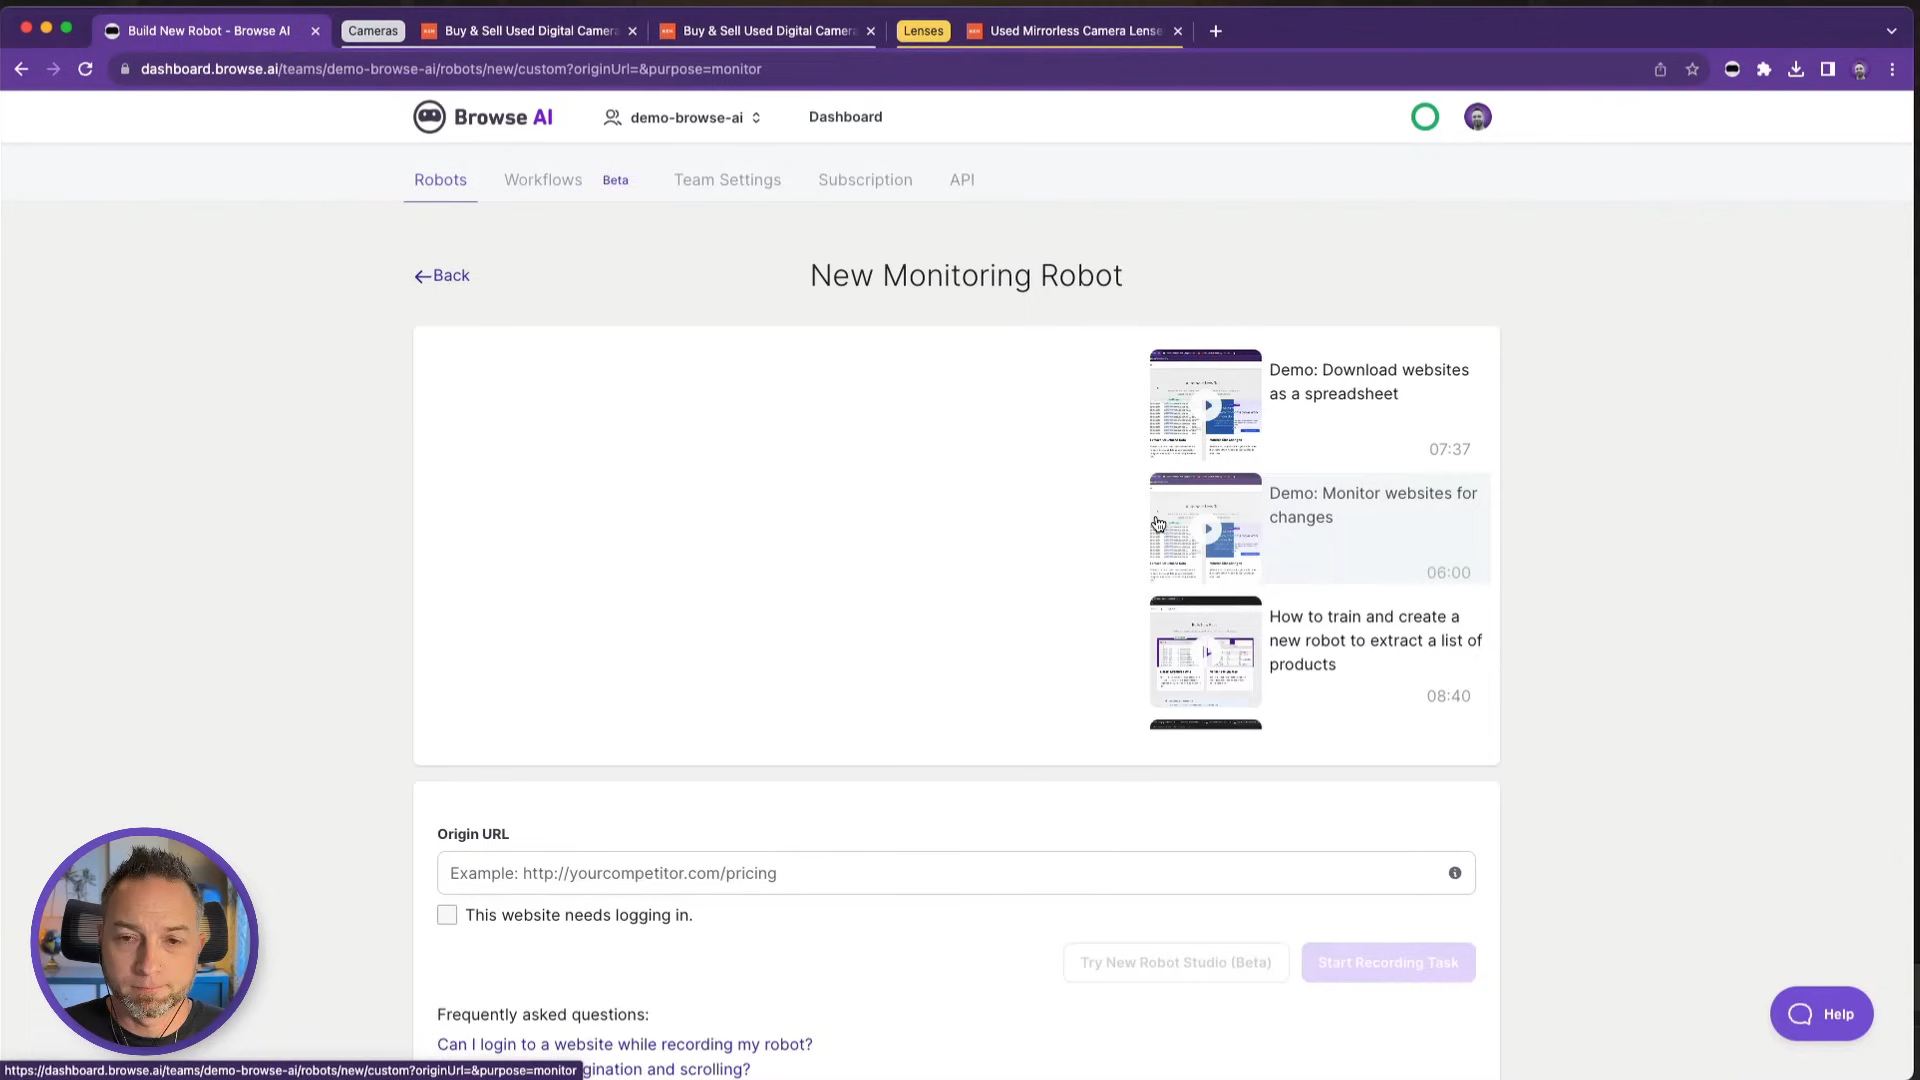 Build New Robot - Browse AI
Cameras
Buy & Sell Used Digital Camera
Buy & Sell Used Digital Camera
Lenses
Used Mirrorless Camera Lense
dashboard.browse.ai/teams/demo-browse-ai/robots/new/custom?originUrl=&purpose=monitor
Browse AI
demo-browse-ai
Dashboard
Robots
Workflows
Beta
Team Settings
Subscription
API
Back
New Monitoring Robot
Demo: Download websites
as a spreadsheet
07:37
Demo: Monitor websites for
changes
06:00
How to train and create a
new robot to extract a list of
products
08:40
Origin URL
Example: http://yourcompetitor.com/pricing
This website needs logging in.
Try New Robot Studio (Beta)
Start Recording Task
Frequently asked questions:
Can I login to a website while recording my robot?
gination and scrolling?
Help
https://dashboard.browse.ai/teams/demo-browse-ai/robots/new/custom?originUrl=&purpose=monitor